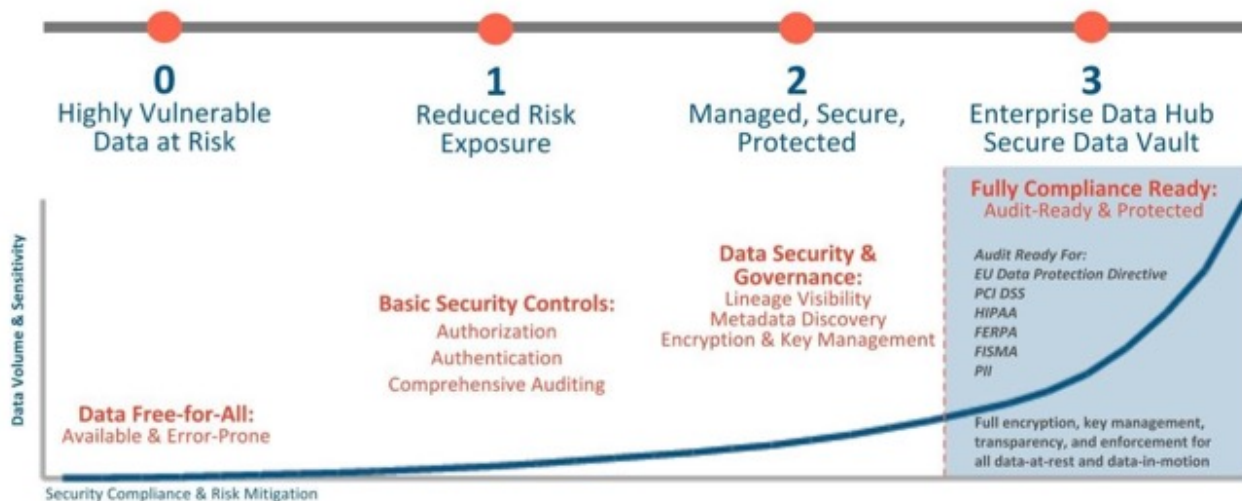 0
Highly Vulnerable
Data at Risk
1
Reduced Risk
Exposure
2
Managed, Secure,
Protected
3
Enterprise Data Hub
Secure Data Vault
Data Volume & Sensitivity
Data Free-for-All:
Available & Error-Prone
Basic Security Controls:
Authorization
Authentication
Comprehensive Auditing
Data Security &
Governance:
Lineage Visibility
Metadata Discovery
Encryption & Key Management
Fully Compliance Ready:
Audit-Ready & Protected
Audit Ready For:
EU Data Protection Directive
PCI DSS
HIPAA
FERPA
FISMA
PII
Full encryption, key management,
transparency, and enforcement for
all data-at-rest and data-in-motion
Security Compliance & Risk Mitigation